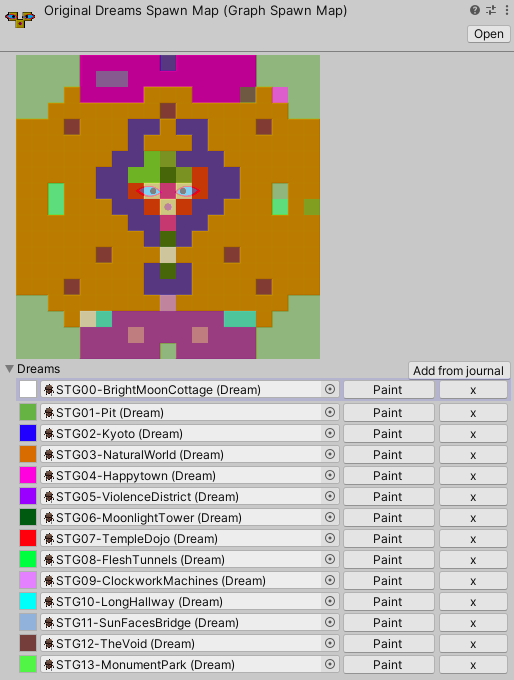 Original Dreams Spawn Map (Graph Spawn Map)
Open
Dreams
Add from journal
STG00-BrightMoonCottage (Dream) Paint x
STG01-Pit (Dream) Paint x
STG02-Kyoto (Dream) Paint x
STG03-NaturalWorld (Dream) Paint x
STG04-Happytown (Dream) Paint x
STG05-ViolenceDistrict (Dream) Paint x
STG06-MoonlightTower (Dream) Paint x
STG07-TempleDojo (Dream) Paint x
STG08-FleshTunnels (Dream) Paint x
STG09-ClockworkMachines (Dream) Paint x
STG10-LongHallway (Dream) Paint x
STG11-SunFacesBridge (Dream) Paint x
STG12-TheVoid (Dream) Paint x
STG13-MonumentPark (Dream) Paint x